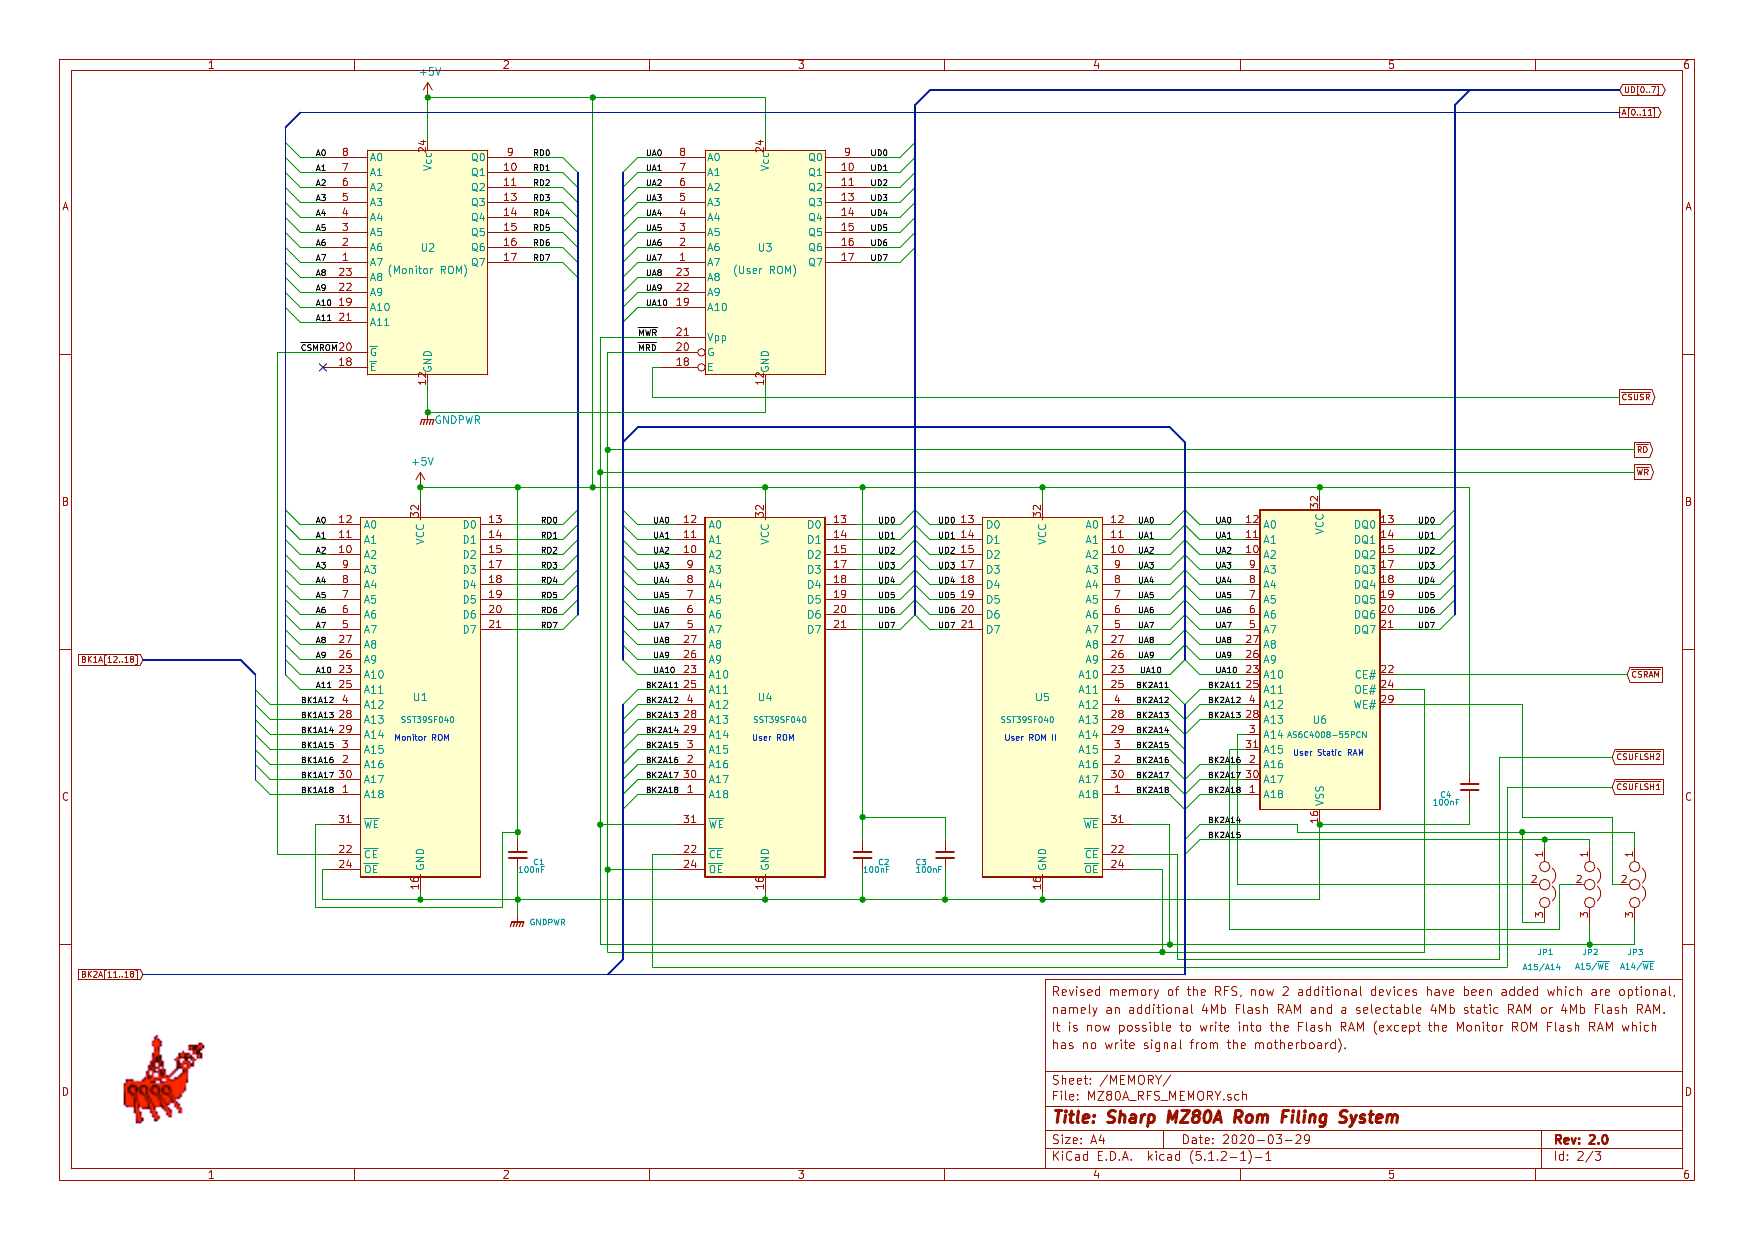 1 2 3 4 5 6
+5V
UD[0..7]
A[0..11]
A0 8 A0 Q0 9 RD0
A1 7 A1 Q1 10 RD1
A2 6 A2 Q2 11 RD2
A3 5 A3 Q3 13 RD3
A4 4 A4 Q4 14 RD4
A5 3 A5 Q5 15 RD5
A6 2 A6 Q6 16 RD6
A7 1 A7 Q7 17 RD7
A8 23 A8
A9 22 A9
A10 19 A10
A11 21 A11
CSMROM 20 G
18 E
24 Vcc
U2
(Monitor ROM)
12 GND
GNDPWR
UA0 8 A0 Q0 9 UD0
UA1 7 A1 Q1 10 UD1
UA2 6 A2 Q2 11 UD2
UA3 5 A3 Q3 13 UD3
UA4 4 A4 Q4 14 UD4
UA5 3 A5 Q5 15 UD5
UA6 2 A6 Q6 16 UD6
UA7 1 A7 Q7 17 UD7
UA8 23 A8
UA9 22 A9
UA10 19 A10
MWR 21 Vpp
MRD 20 G
18 E
24 Vcc
U3
(User ROM)
12 GND
A
A
CSUSR
RD
WR
B
B
+5V
32 VCC
A0 12 A0 D0 13 RD0
A1 11 A1 D1 14 RD1
A2 10 A2 D2 15 RD2
A3 9 A3 D3 17 RD3
A4 8 A4 D4 18 RD4
A5 7 A5 D5 19 RD5
A6 6 A6 D6 20 RD6
A7 5 A7 D7 21 RD7
A8 27 A8
A9 26 A9
A10 23 A10
A11 25 A11
BK1A12 4 A12
BK1A13 28 A13
BK1A14 29 A14
BK1A15 3 A15
BK1A16 2 A16
BK1A17 30 A17
BK1A18 1 A18
31 WE
22 CE
24 OE
U1
SST39SF040
Monitor ROM
16 GND
BK1A[12..18]
C1
100nF
GNDPWR
32 VCC
UA0 12 A0 D0 13 UD0
UA1 11 A1 D1 14 UD1
UA2 10 A2 D2 15 UD2
UA3 9 A3 D3 17 UD3
UA4 8 A4 D4 18 UD4
UA5 7 A5 D5 19 UD5
UA6 6 A6 D6 20 UD6
UA7 5 A7 D7 21 UD7
UA8 27 A8
UA9 26 A9
UA10 23 A10
BK2A11 25 A11
BK2A12 4 A12
BK2A13 28 A13
BK2A14 29 A14
BK2A15 3 A15
BK2A16 2 A16
BK2A17 30 A17
BK2A18 1 A18
31 WE
22 CE
24 OE
U4
SST39SF040
User ROM
16 GND
C2
100nF
C3
100nF
32 VCC
UD0 13 D0 A0 12 UA0
UD1 14 D1 A1 11 UA1
UD2 15 D2 A2 10 UA2
UD3 17 D3 A3 9 UA3
UD4 18 D4 A4 8 UA4
UD5 19 D5 A5 7 UA5
UD6 20 D6 A6 6 UA6
UD7 21 D7 A7 5 UA7
A8 27 UA8
A9 26 UA9
A10 23 UA10
A11 25 BK2A11
A12 4 BK2A12
A13 28 BK2A13
A14 29 BK2A14
A15 3 BK2A15
A16 2 BK2A16
A17 30 BK2A17
A18 1 BK2A18
WE 31
CE 22
OE 24
U5
SST39SF040
User ROM II
16 GND
32 VCC
UA0 12 A0 DQ0 13 UD0
UA1 11 A1 DQ1 14 UD1
UA2 10 A2 DQ2 15 UD2
UA3 9 A3 DQ3 17 UD3
UA4 8 A4 DQ4 18 UD4
UA5 7 A5 DQ5 19 UD5
UA6 6 A6 DQ6 20 UD6
UA7 5 A7 DQ7 21 UD7
UA8 27 A8
UA9 26 A9
UA10 23 A10 CE# 22
BK2A11 25 A11 OE# 24
BK2A12 4 A12 WE# 29
BK2A13 28 A13
3 A14
31 A15
BK2A16 2 A16
BK2A17 30 A17
BK2A18 1 A18
U6
AS6C4008-55PCN
User Static RAM
16 VSS
BK2A14
BK2A15
CSRAM
CSUFLSH2
CSUFLSH1
C4
100nF
C
C
1 2 3
1 2 3
1 2 3
JP1 JP2 JP3
A15/A14 A15/WE A14/WE
BK2A[11..18]
D
D
Revised memory of the RFS, now 2 additional devices have been added which are optional,
namely an additional 4Mb Flash RAM and a selectable 4Mb static RAM or 4Mb Flash RAM.
It is now possible to write into the Flash RAM (except the Monitor ROM Flash RAM which
has no write signal from the motherboard).
Sheet: /MEMORY/
File: MZ80A_RFS_MEMORY.sch
Title: Sharp MZ80A Rom Filing System
Size: A4 Date: 2020-03-29 Rev: 2.0
KiCad E.D.A. kicad (5.1.2-1)-1 Id: 2/3
1 2 3 4 5 6